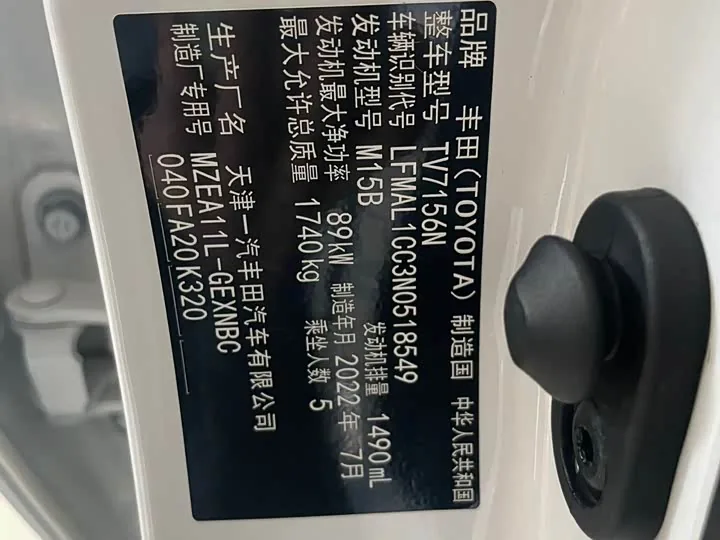 品牌 丰田(TOYOTA) 制造国 中华人民共和国
整车型号 TV7156N
车辆识别代号 LFMAL1CC3N0518549
发动机型号 M15B 发动机排量 1490mL
发动机最大净功率 89kW 制造年月 2022年 7月
最大允许总质量 1740kg 乘坐人数 5
生产厂名 天津一汽丰田汽车有限公司
制造厂专用号 MZEA11L-GEXNBC
040FA20K320